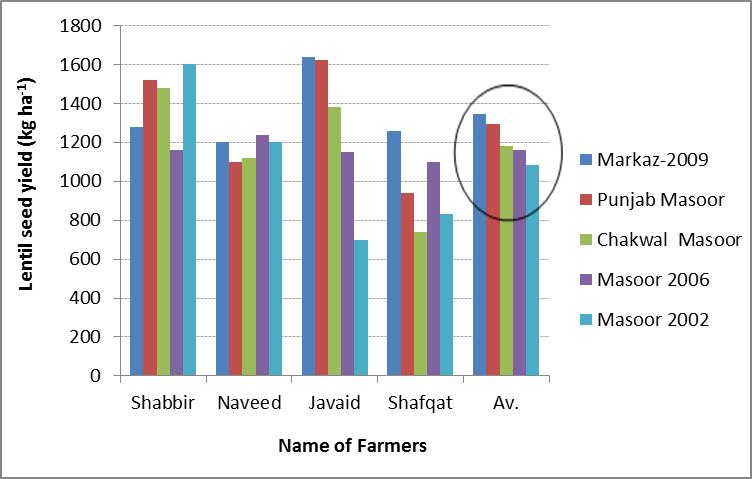 Lentil seed yield (kg ha-1)
1800
1600
1400
1200
1000
800
600
400
200
0
Shabbir Naveed Javaid Shafqat Av.
Name of Farmers
Markaz-2009
Punjab Masoor
Chakwal Masoor
Masoor 2006
Masoor 2002